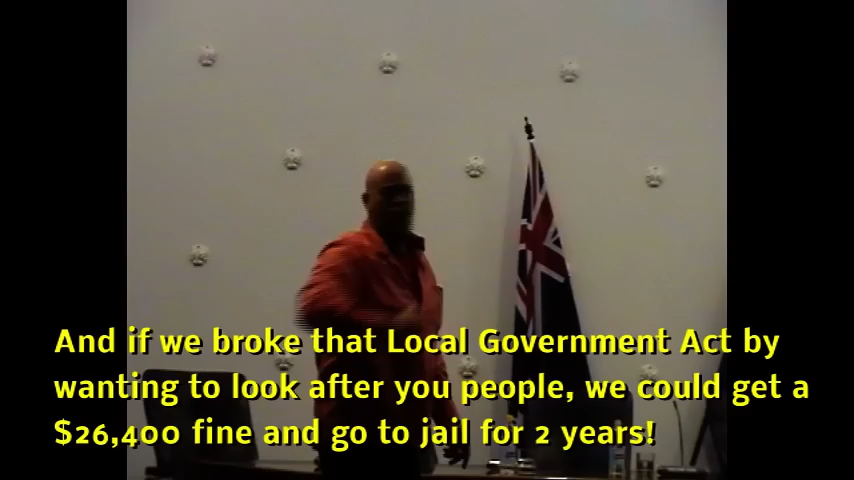 And if we broke that Local Government Act by
wanting to look after you people, we could get a
$26,400 fine and go to jail for 2 years!